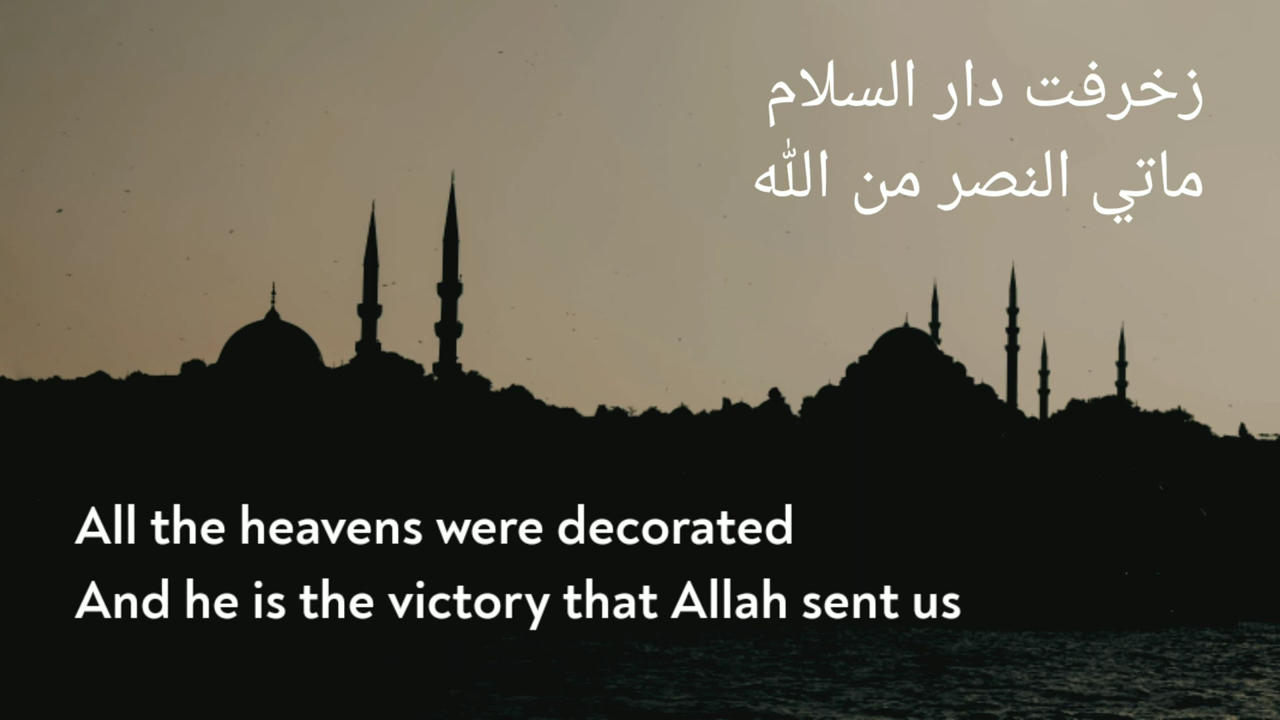 زخرفت دار السلام
ماتي النصر من الله
All the heavens were decorated
And he is the victory that Allah sent us